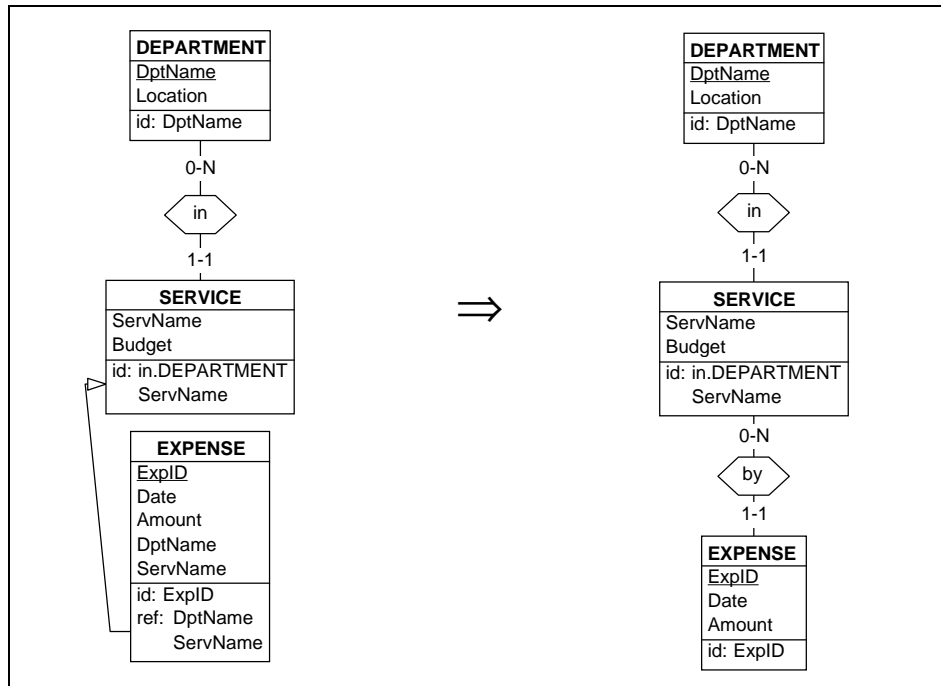 DEPARTMENT
DptName
Location
id: DptName
0-N
in
1-1
SERVICE
ServName
Budget
id: in.DEPARTMENT
ServName
EXPENSE
ExpID
Date
Amount
DptName
ServName
id: ExpID
ref: DptName
ServName
⇒
DEPARTMENT
DptName
Location
id: DptName
0-N
in
1-1
SERVICE
ServName
Budget
id: in.DEPARTMENT
ServName
0-N
by
1-1
EXPENSE
ExpID
Date
Amount
id: ExpID